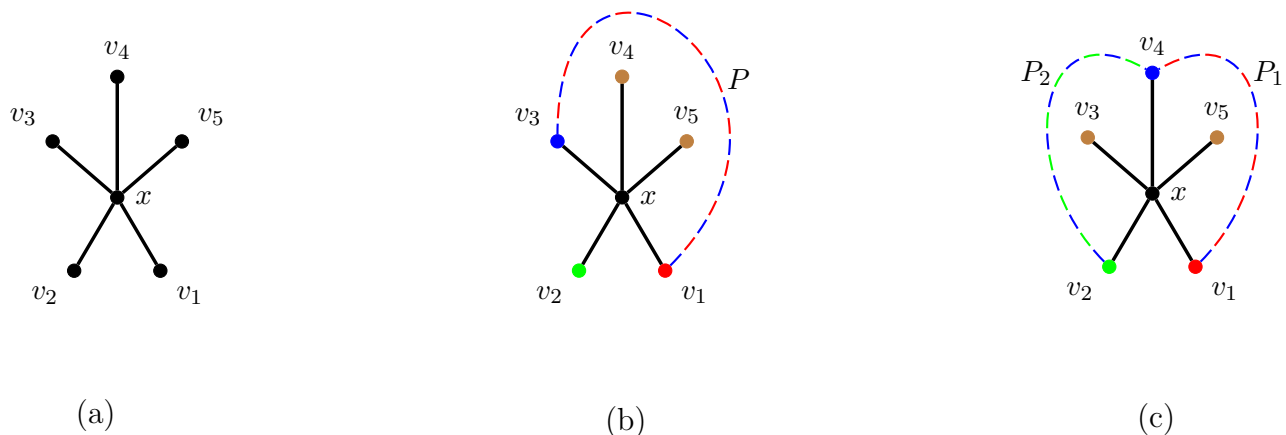 v₄
v₃
v₅
x
v₂
v₁
(a)
v₄
P
v₃
v₅
x
v₂
v₁
(b)
v₄
P₂
P₁
v₃
v₅
x
v₂
v₁
(c)